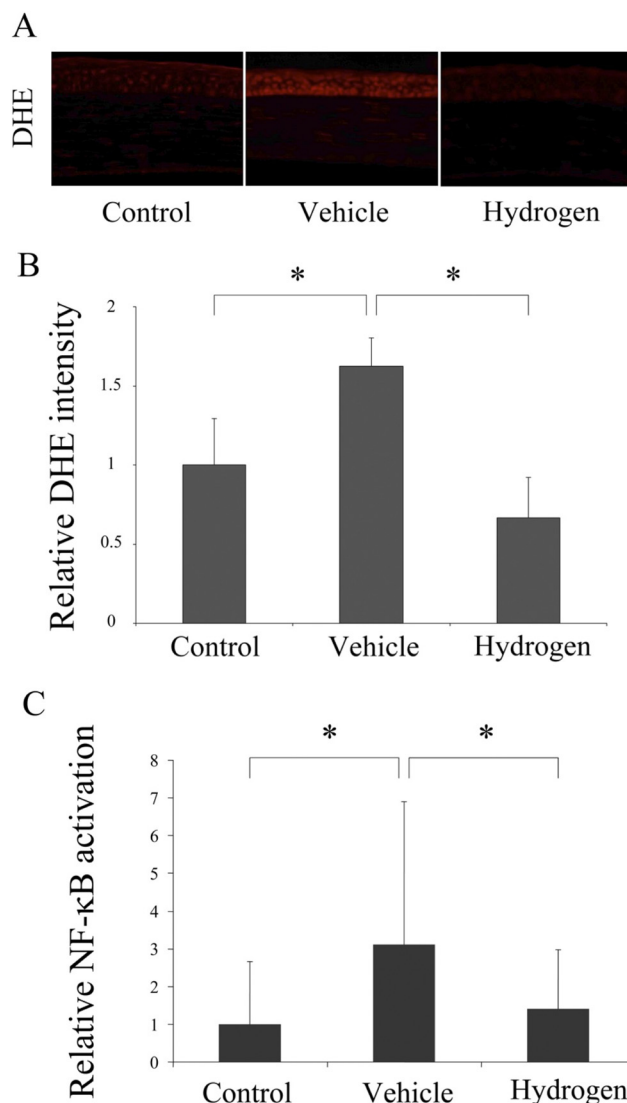 A
DHE
Control Vehicle Hydrogen
B
* *
Relative DHE intensity
2
1.5
1
0.5
0
Control Vehicle Hydrogen
C
* *
Relative NF-κB activation
8
7
6
5
4
3
2
1
0
Control Vehicle Hydrogen